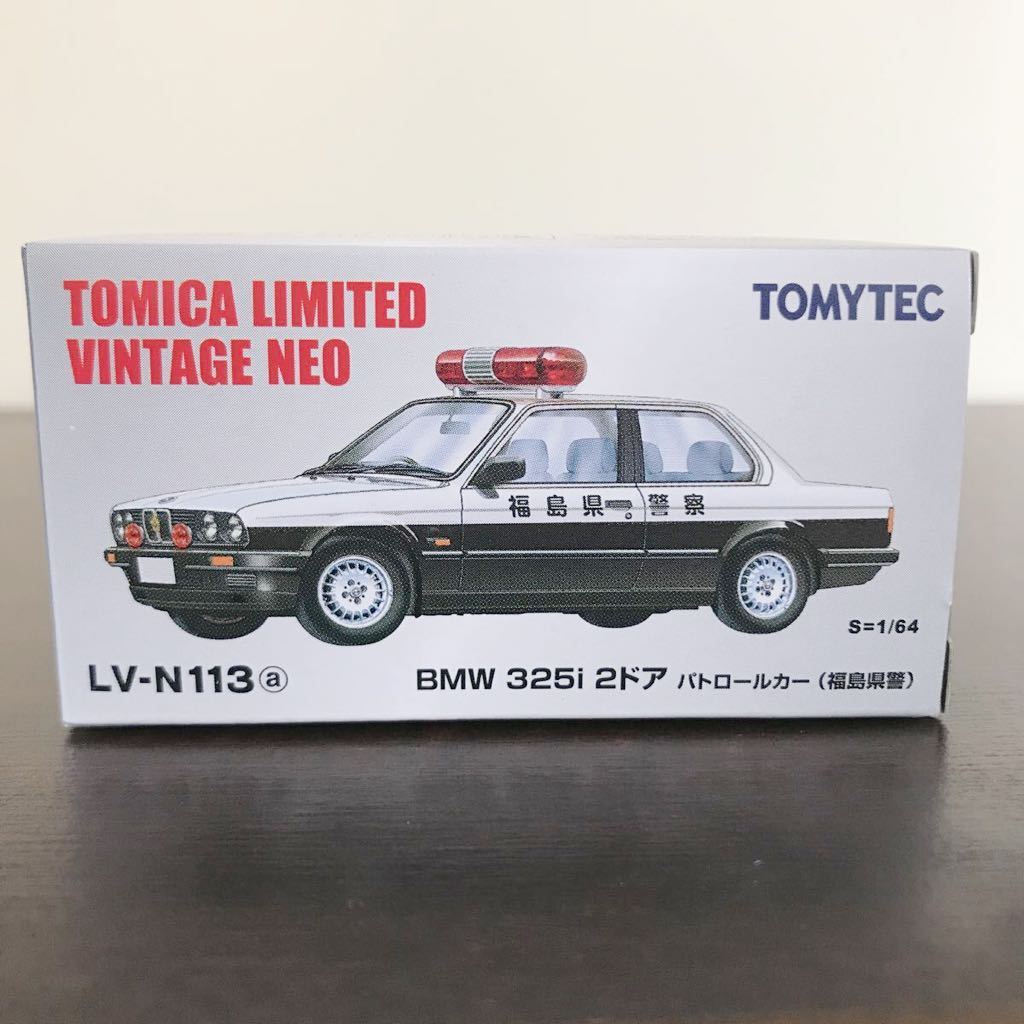 TOMICA LIMITED
VINTAGE NEO
TOMYTEC
福島県警察
S=1/64
LV-N113ⓐ
BMW 325i 2ドア パトロールカー (福島県警)